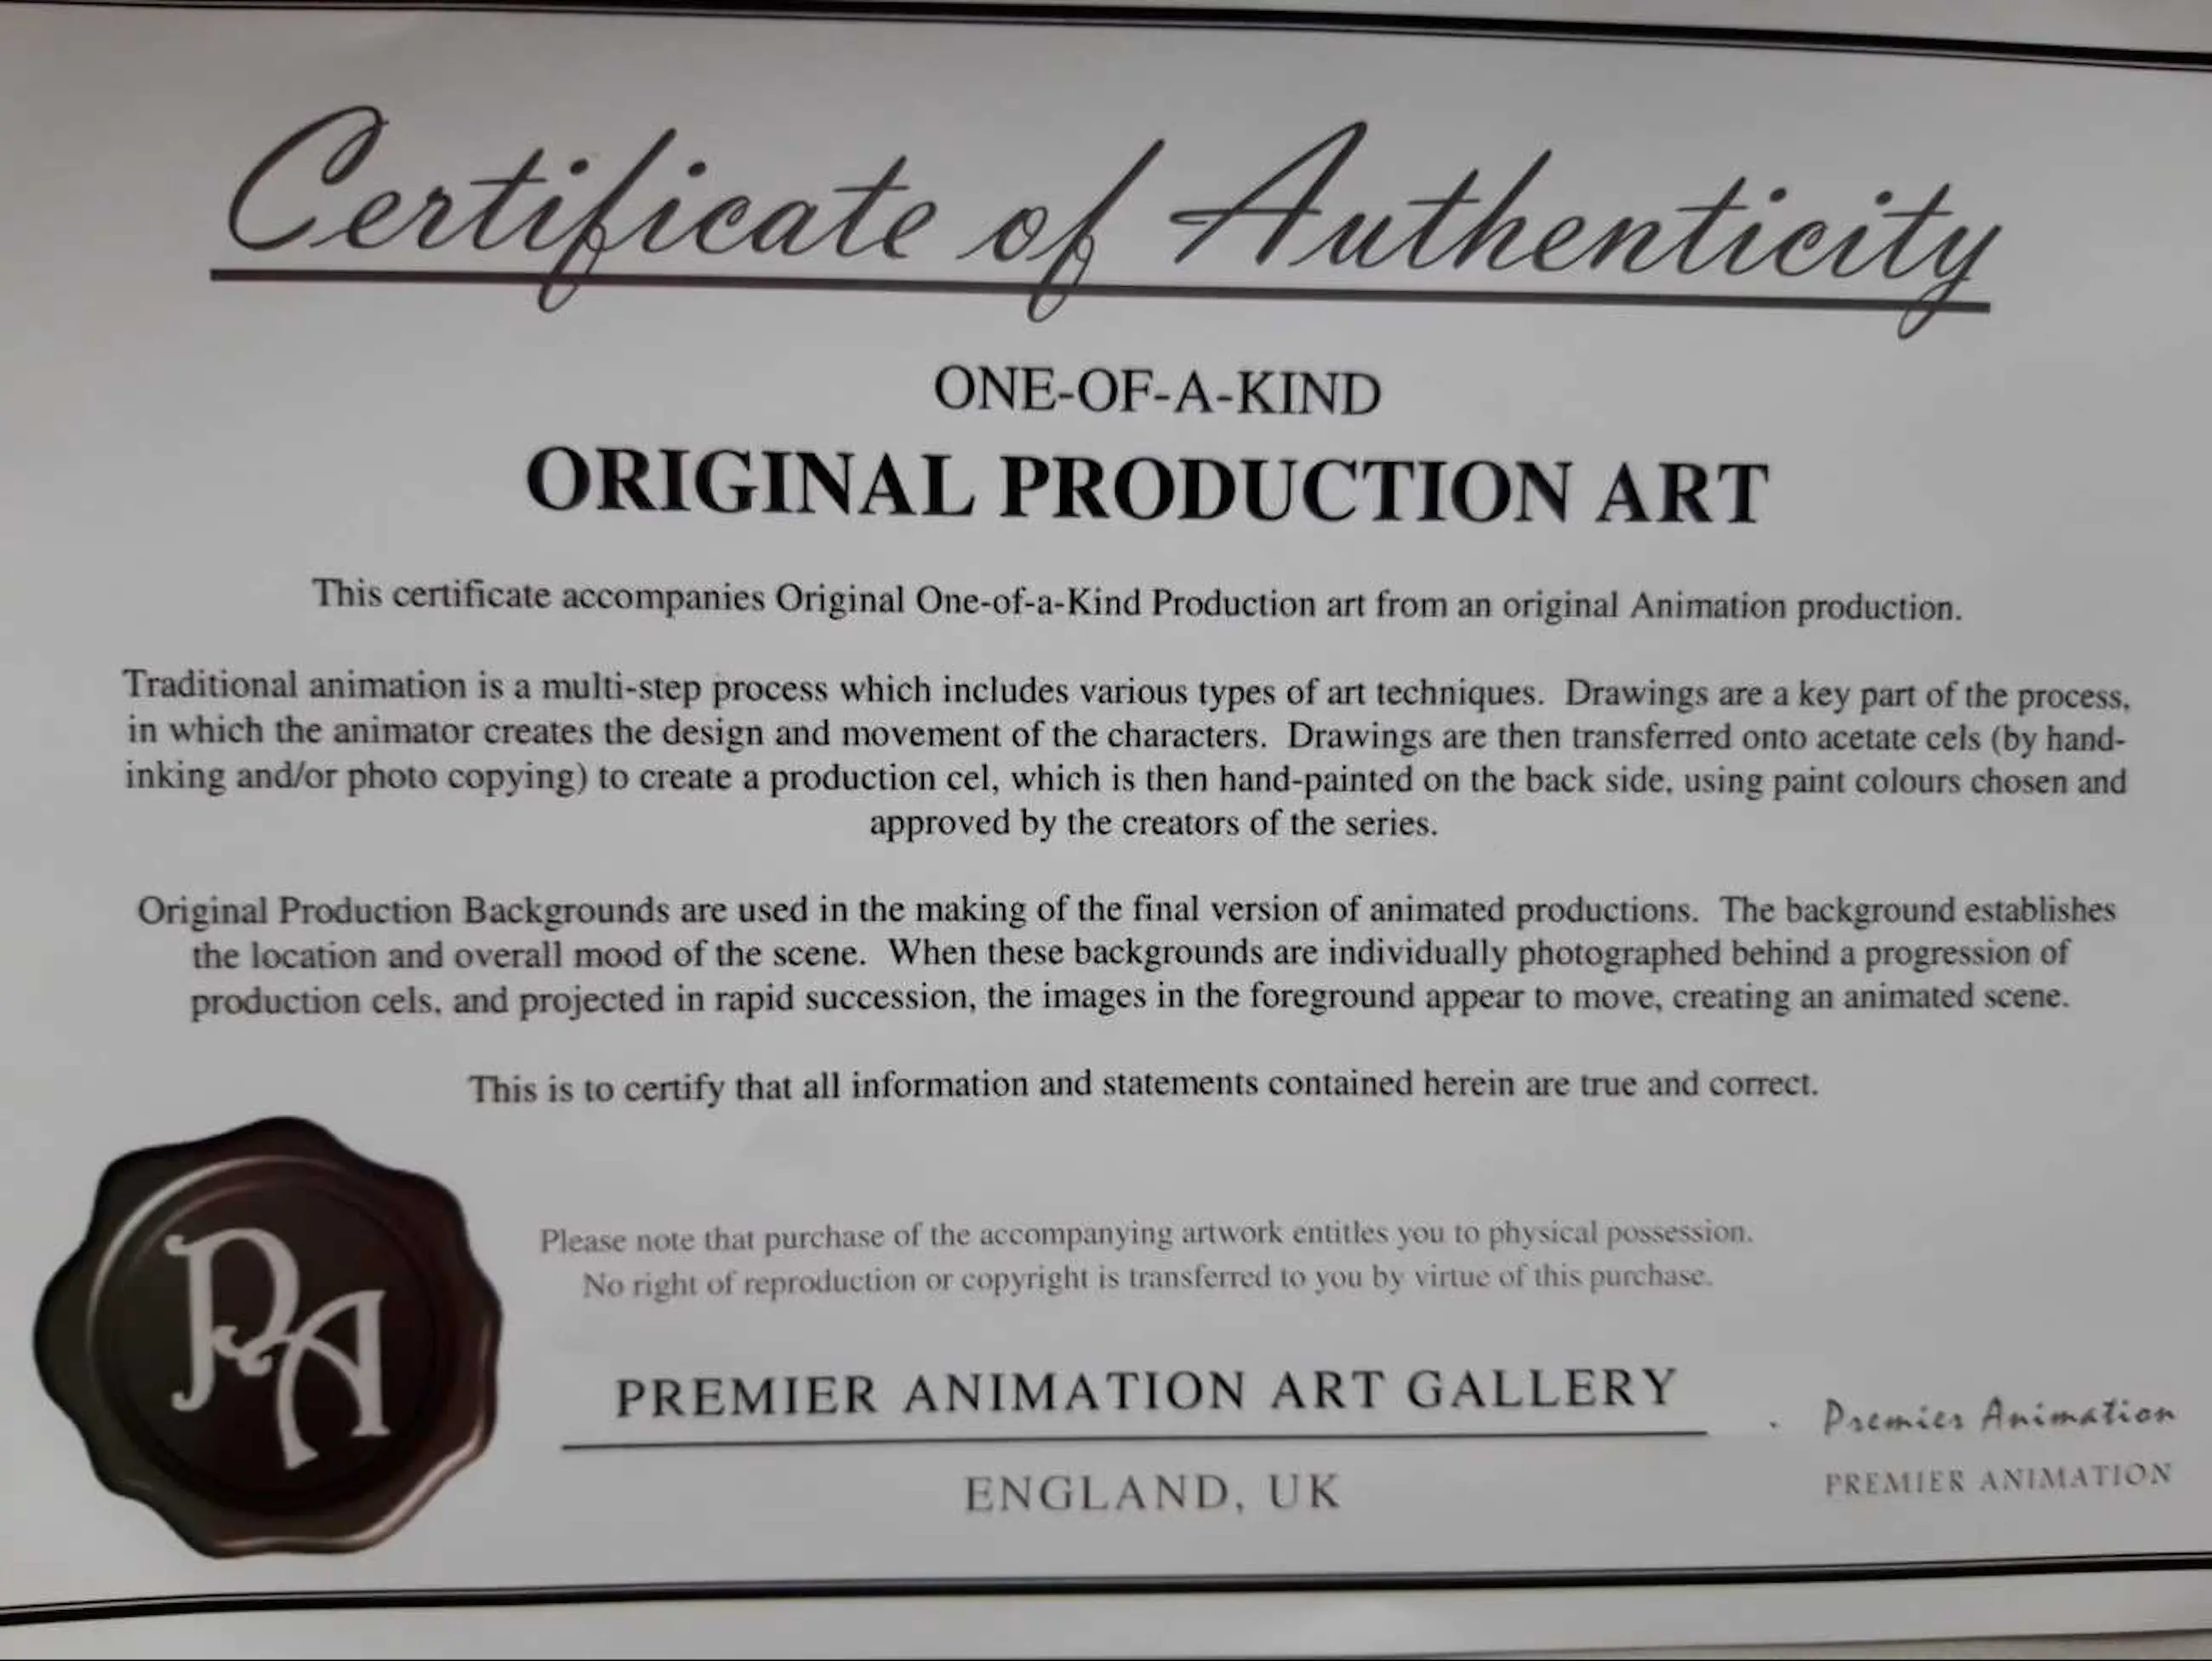 Certificate of Authenticity
ONE-OF-A-KIND
ORIGINAL PRODUCTION ART
This certificate accompanies Original One-of-a-Kind Production art from an original Animation production.
Traditional animation is a multi-step process which includes various types of art techniques. Drawings are a key part of the process,
in which the animator creates the design and movement of the characters. Drawings are then transferred onto acetate cels (by hand-
inking and/or photo copying) to create a production cel, which is then hand-painted on the back side, using paint colours chosen and
approved by the creators of the series.
Original Production Backgrounds are used in the making of the final version of animated productions. The background establishes
the location and overall mood of the scene. When these backgrounds are individually photographed behind a progression of
production cels, and projected in rapid succession, the images in the foreground appear to move, creating an animated scene.
This is to certify that all information and statements contained herein are true and correct.
Please note that purchase of the accompanying artwork entitles you to physical possession.
No right of reproduction or copyright is transferred to you by virtue of this purchase.
PA
PREMIER ANIMATION ART GALLERY
Premier Animation
ENGLAND, UK
PREMIER ANIMATION